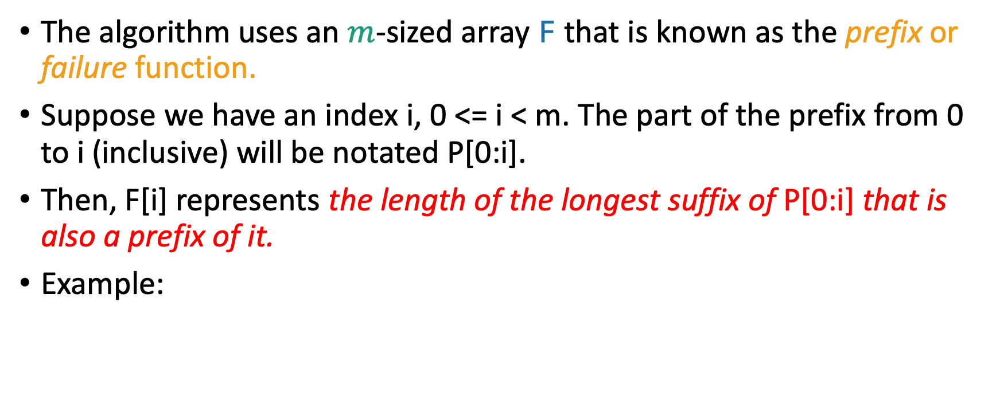 • The algorithm uses an m-sized array F that is known as the prefix or
failure function.
• Suppose we have an index i, 0 <= i < m. The part of the prefix from 0
to i (inclusive) will be notated P[0:i].
• Then, F[i] represents the length of the longest suffix of P[0:i] that is
also a prefix of it.
• Example: